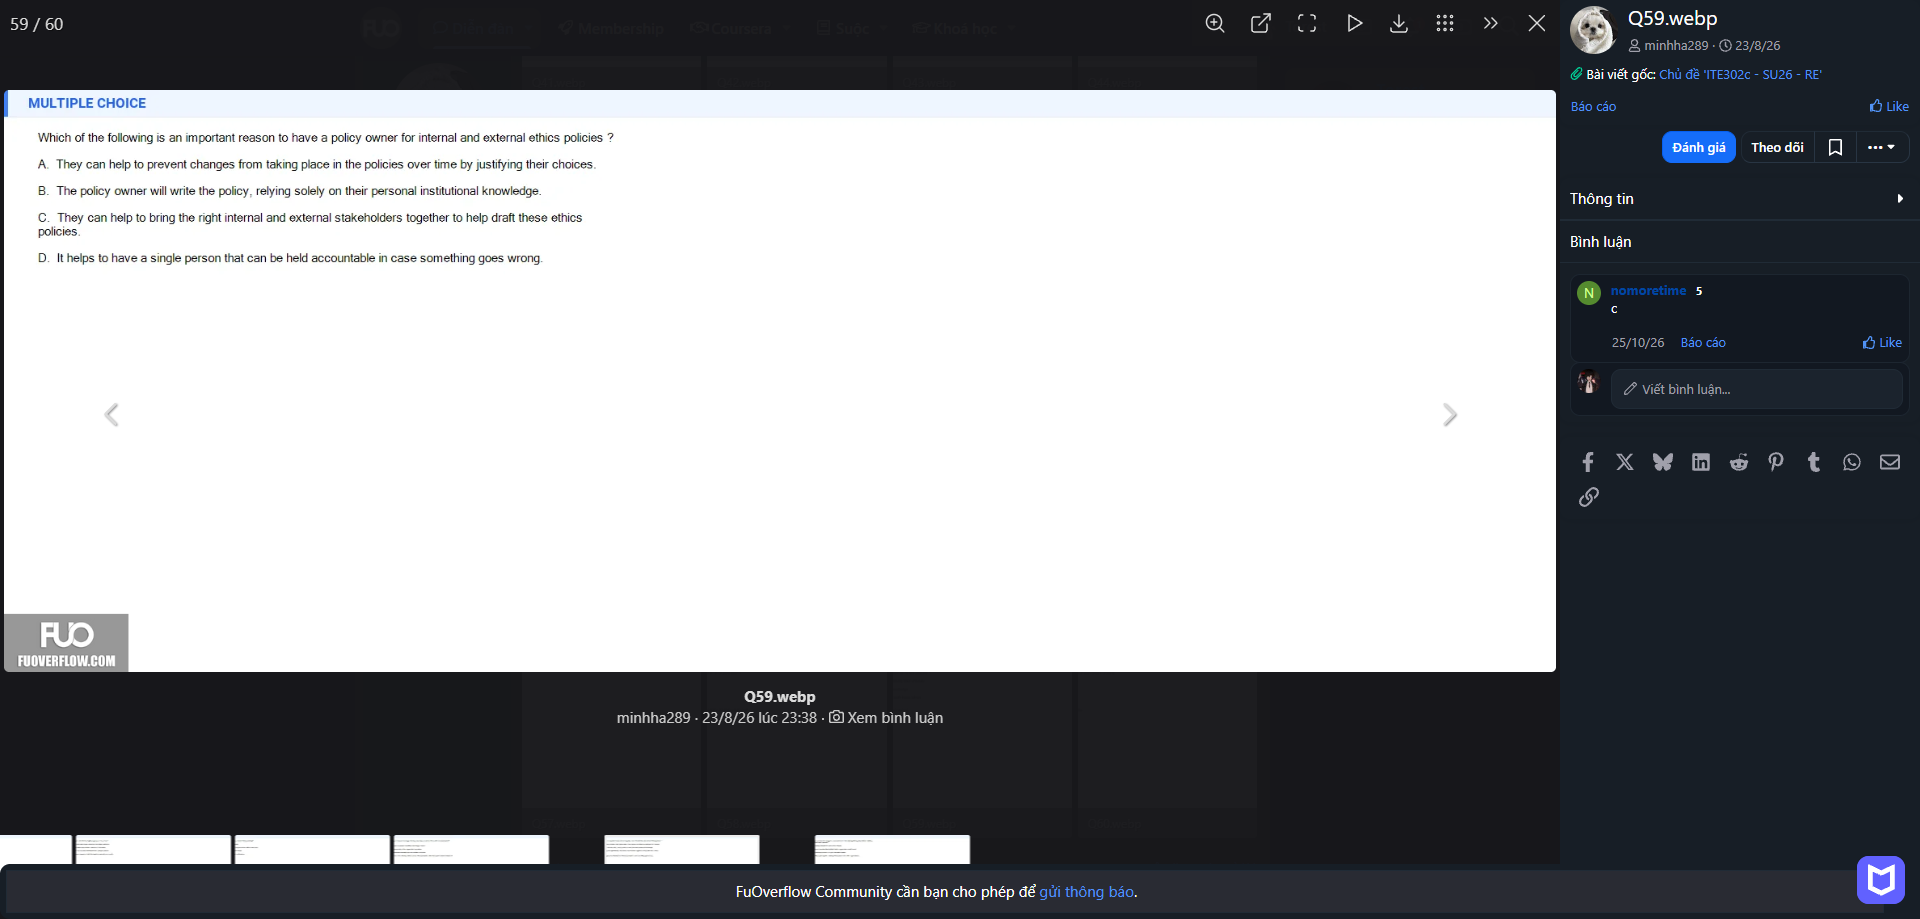 59 / 60
MULTIPLE CHOICE
Which of the following is an important reason to have a policy owner for internal and external ethics policies ?
A. They can help to prevent changes from taking place in the policies over time by justifying their choices.
B. The policy owner will write the policy, relying solely on their personal institutional knowledge.
C. They can help to bring the right internal and external stakeholders together to help draft these ethics
policies.
D. It helps to have a single person that can be held accountable in case something goes wrong.
FUO
FUOVERFLOW.COM
Q59.webp
minhha289 · 23/8/26 lúc 23:38 · Xem bình luận
Q59.webp
minhha289 · 23/8/26
Bài viết gốc: Chủ đề 'ITE302c - SU26 - RE'
Báo cáo
Like
Đánh giá
Theo dõi
Thông tin
Bình luận
N
nomoretime 5
c
25/10/26 Báo cáo
Like
Viết bình luận...
FuOverflow Community cần bạn cho phép để gửi thông báo.